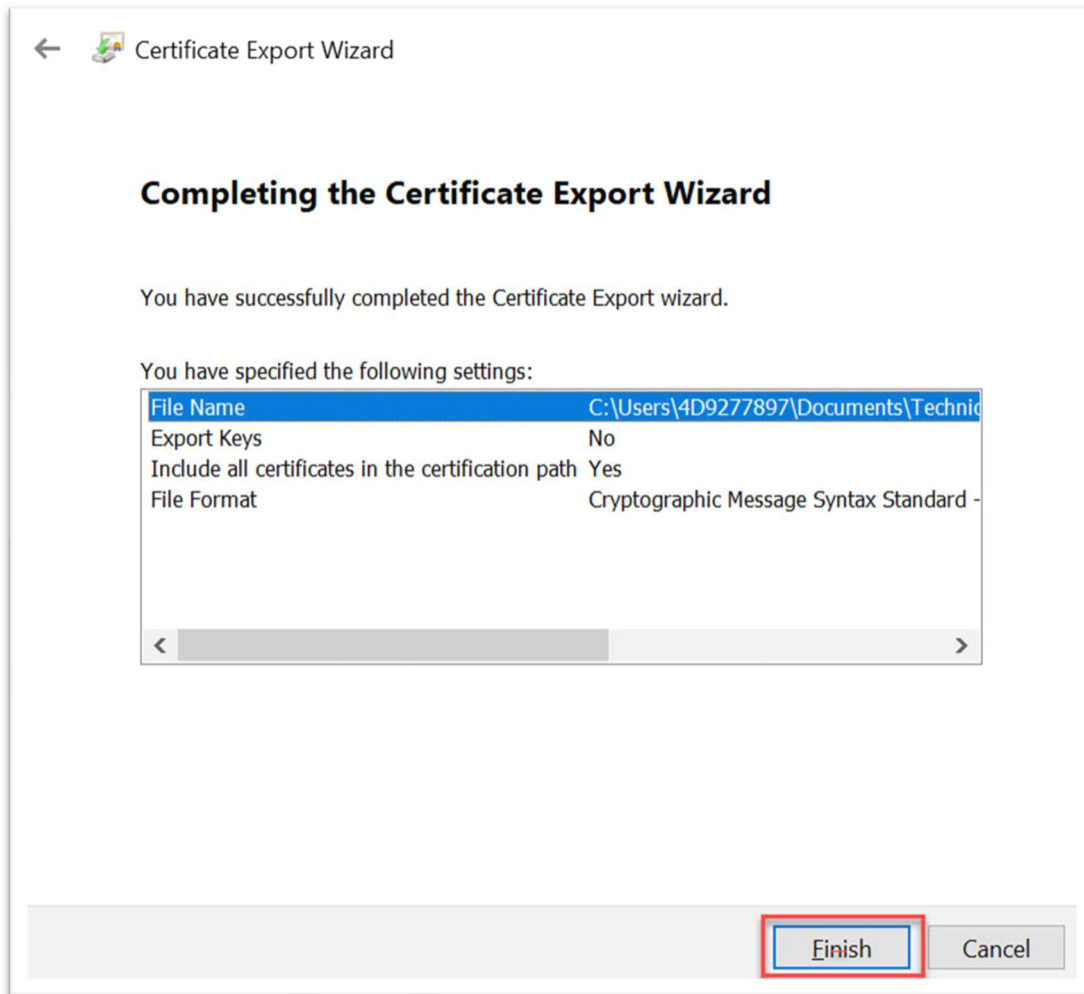 Certificate Export Wizard
Completing the Certificate Export Wizard
You have successfully completed the Certificate Export wizard.
You have specified the following settings:
File Name C:\Users\4D9277897\Documents\Technic
Export Keys No
Include all certificates in the certification path Yes
File Format Cryptographic Message Syntax Standard -
Finish Cancel